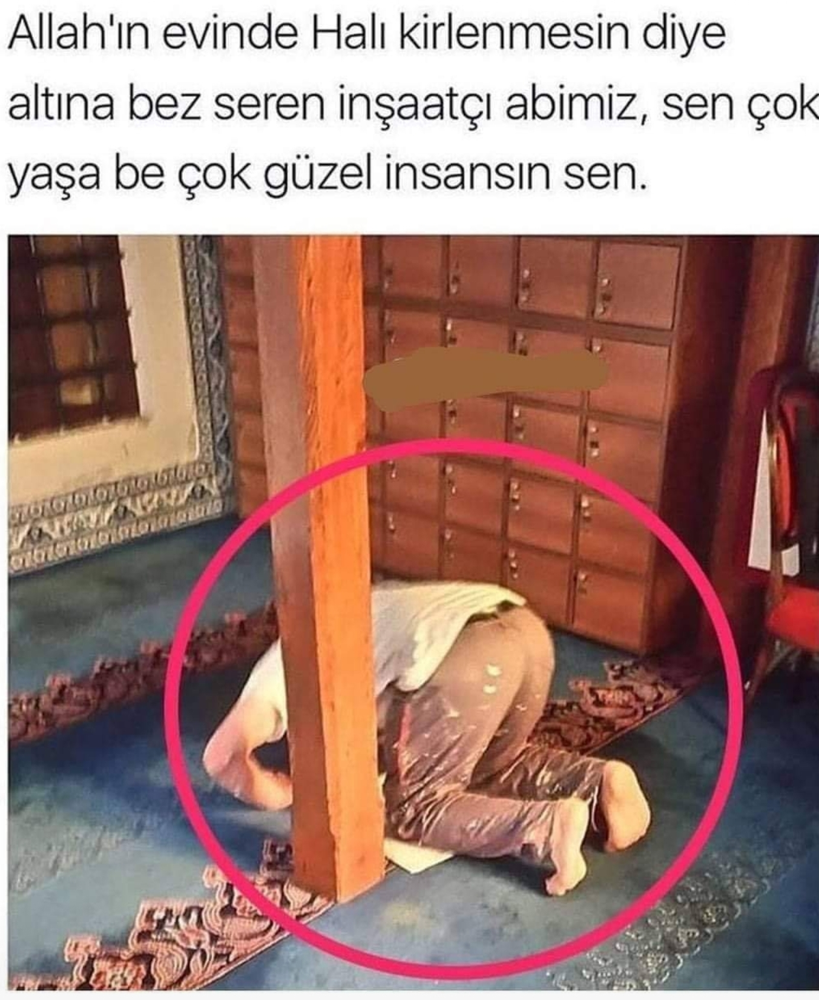 Allah'ın evinde Halı kirlenmesin diye
altına bez seren inşaatçı abimiz, sen çok
yaşa be çok güzel insansın sen.